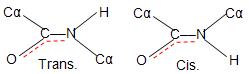 Cα H Cα H
C N C N
O Cα O Cα
Trans. Cis.